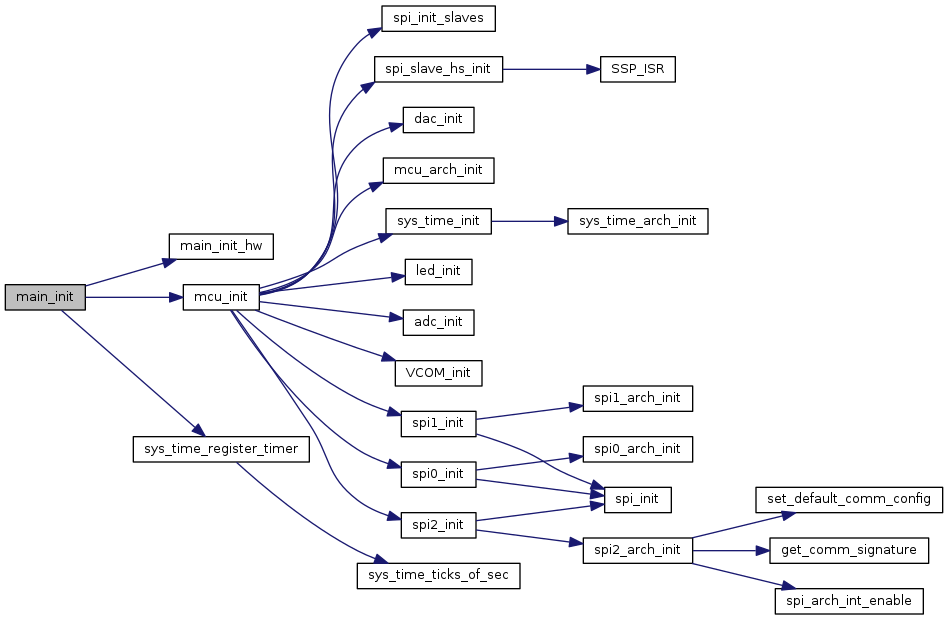 spi_init_slaves
spi_slave_hs_init
SSP_ISR
dac_init
mcu_arch_init
sys_time_init
sys_time_arch_init
main_init_hw
led_init
main_init
mcu_init
adc_init
VCOM_init
spi1_arch_init
spi1_init
sys_time_register_timer
spi0_arch_init
spi0_init
spi_init
set_default_comm_config
spi2_init
spi2_arch_init
get_comm_signature
sys_time_ticks_of_sec
spi_arch_int_enable